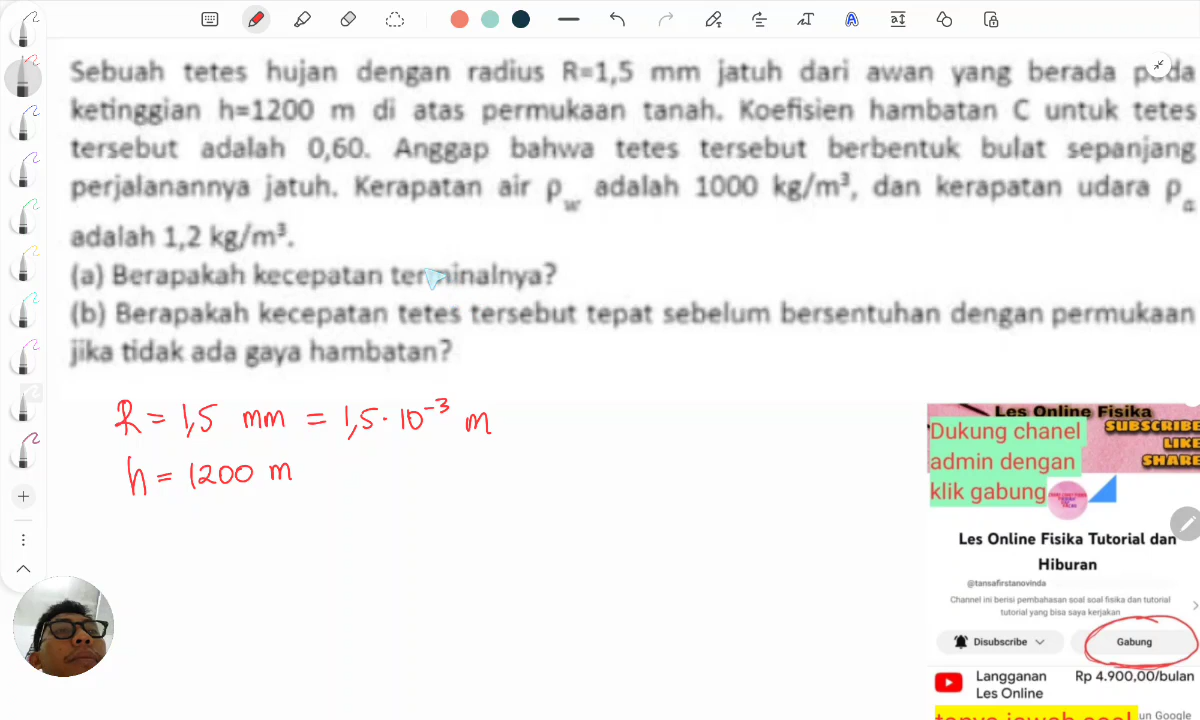 Sebuah tetes hujan dengan radius R=1,5 mm jatuh dari awan yang berada pada
ketinggian h=1200 m di atas permukaan tanah. Koefisien hambatan C untuk tetes
tersebut adalah 0,60. Anggap bahwa tetes tersebut berbentuk bulat sepanjang
perjalanannya jatuh. Kerapatan air ρw adalah 1000 kg/m³, dan kerapatan udara ρa
adalah 1,2 kg/m³.
(a) Berapakah kecepatan terminalnya?
(b) Berapakah kecepatan tetes tersebut tepat sebelum bersentuhan dengan permukaan
jika tidak ada gaya hambatan?
R = 1,5 mm = 1,5 · 10⁻³ m
h = 1200 m
Les Online Fisika
SUBSCRIBE
LIKE
SHARE
Dukung chanel
admin dengan
klik gabung
Les Online Fisika Tutorial dan
Hiburan
@tansafirstanovinda
Channel ini berisi pembahasan soal soal fisika dan tutorial
tutorial yang bisa saya kerjakan
Disubscribe
Gabung
Langganan Rp 4.900,00/bulan
Les Online
tanya jawab soal
un Google